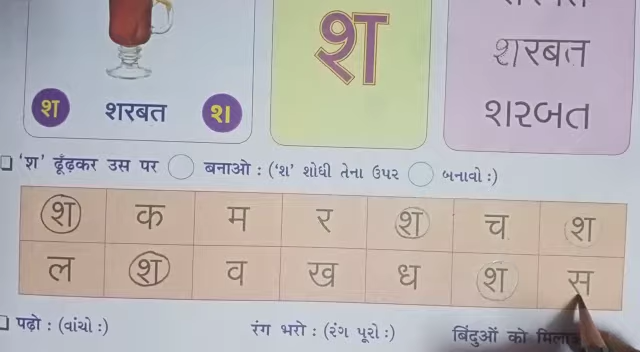 श
शरबत
शरबत
શરબત
श शरबत શ
'श' ढूँढ़कर उस पर ◯ बनाओ : ('श' શોધી તેના ઉપર ◯ બનાવો :)
श क म र श च श
ल श व ख ध श स
पढ़ो : (વાંચો :) रंग भरो : (રંગ પૂરો :) बिंदुओं को